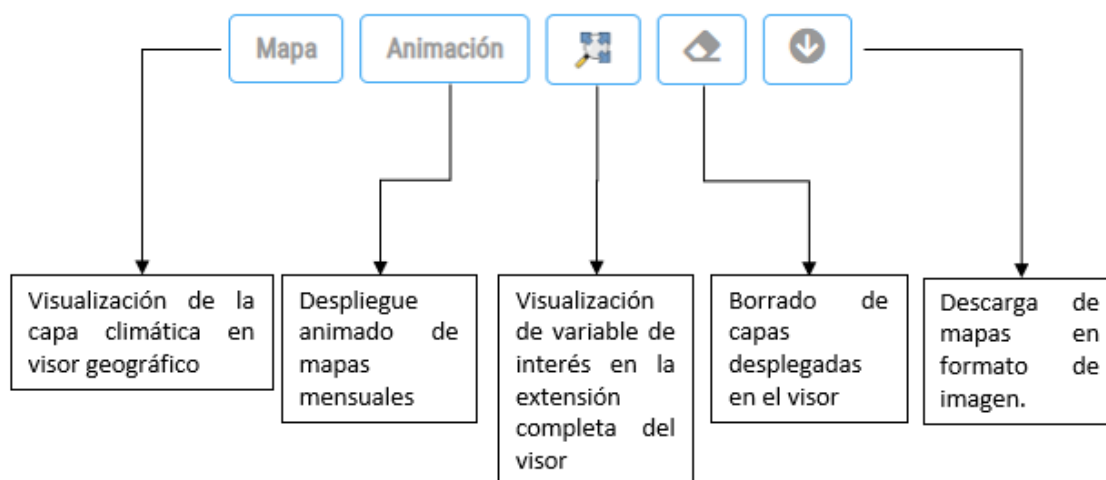 Mapa
Animación
Visualización de la
capa climática en
visor geográfico
Despliegue
animado de
mapas
mensuales
Visualización
de variable de
interés en la
extensión
completa del
visor
Borrado de
capas
desplegadas
en el visor
Descarga de
mapas en
formato de
imagen.